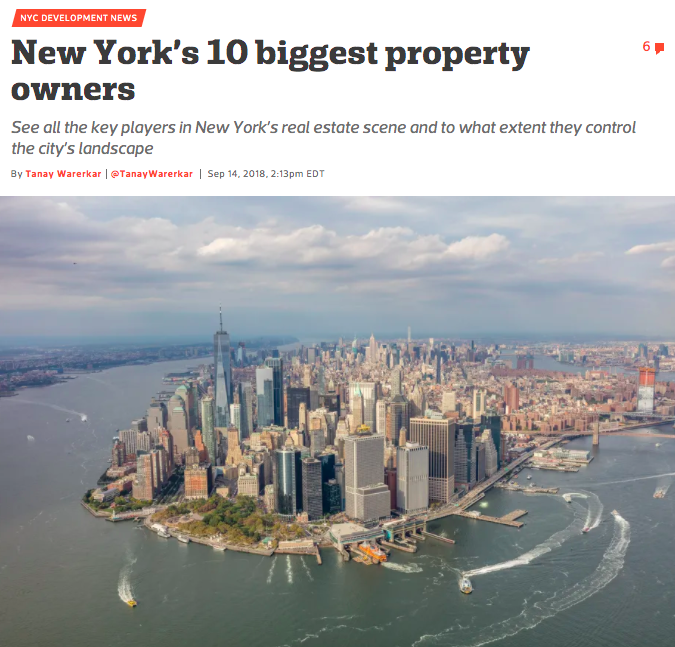 NYC DEVELOPMENT NEWS
New York's 10 biggest property
6
owners
See all the key players in New York's real estate scene and to what extent they control
the city's landscape
By Tanay Warerkar | @TanayWarerkar | Sep 14, 2018, 2:13pm EDT